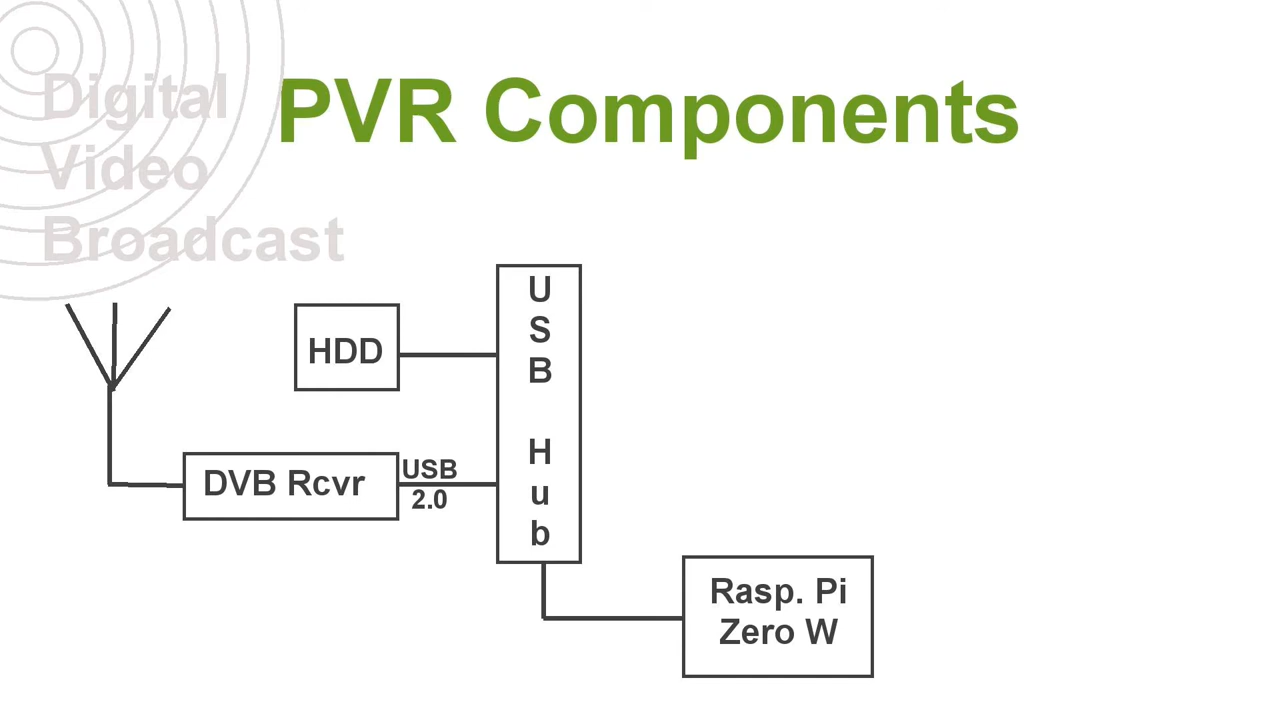 PVR Components
Digital
Video
Broadcast
HDD
USB Hub
DVB Rcvr
USB
2.0
Rasp. Pi
Zero W